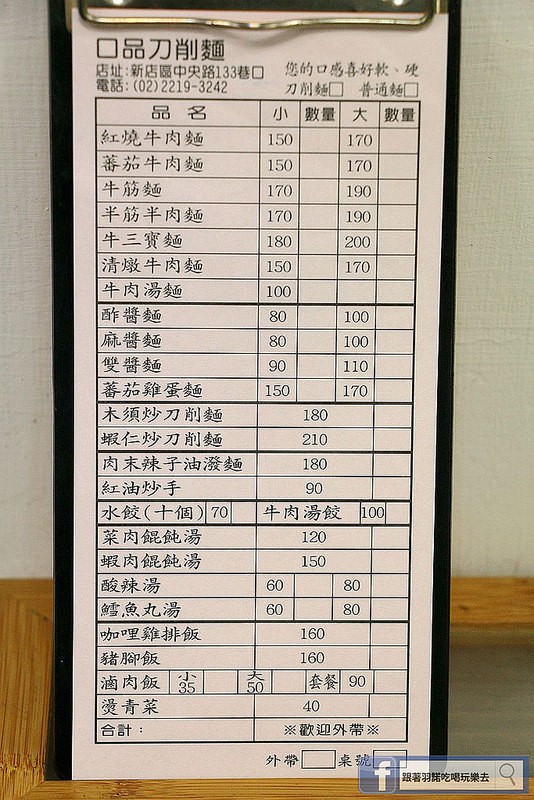 口品刀削麵
店址:新店區中央路133巷口
電話:(02)2219-3242
您的口感喜好軟、硬
刀削麵□ 普通麵□
品名 小 數量 大 數量
紅燒牛肉麵 150 170
蕃茄牛肉麵 150 170
牛筋麵 170 190
半筋半肉麵 170 190
牛三寶麵 180 200
清燉牛肉麵 150 170
牛肉湯麵 100
酢醬麵 80 100
麻醬麵 80 100
雙醬麵 90 110
蕃茄雞蛋麵 150 170
木須炒刀削麵 180
蝦仁炒刀削麵 210
肉末辣子油潑麵 180
紅油炒手 90
水餃(十個) 70 牛肉湯餃 100
菜肉餛飩湯 120
蝦肉餛飩湯 150
酸辣湯 60 80
鱈魚丸湯 60 80
咖哩雞排飯 160
豬腳飯 160
滷肉飯 小35 大50 套餐 90
燙青菜 40
合計: ※歡迎外帶※
外帶□ 桌號□
f 跟著羽諾吃喝玩樂去